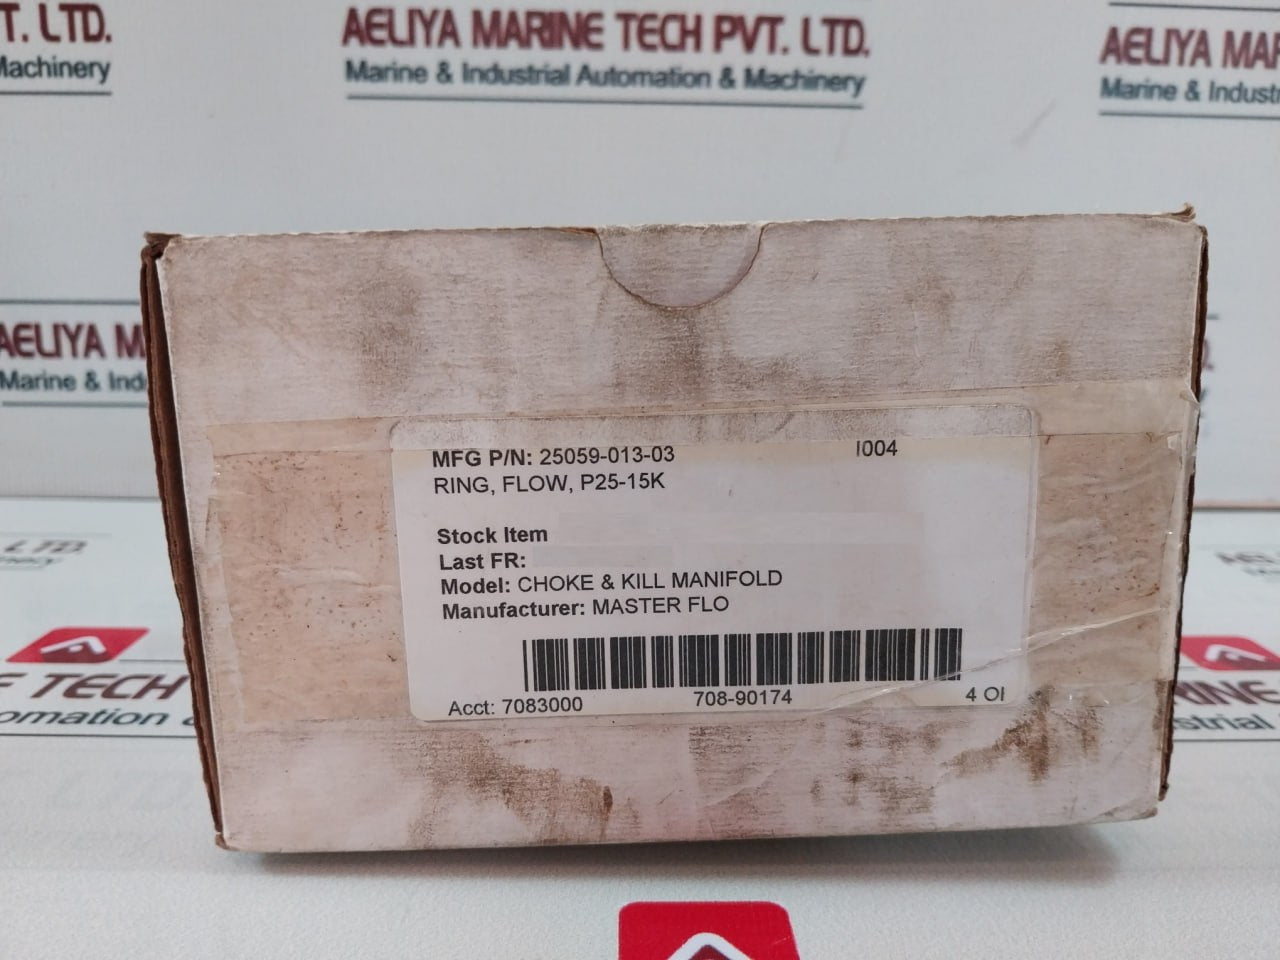 T. LTD.
Machinery
AELIYA MARINE TECH PVT. LTD.
Marine & Industrial Automation & Machinery
AELIYA MAR
Marine & Industr
AELIYA M
Marine & Ind
MFG P/N: 25059-013-03 I004
RING, FLOW, P25-15K
Stock Item
Last FR:
Model: CHOKE & KILL MANIFOLD
Manufacturer: MASTER FLO
Acct: 7083000 708-90174 4 OI
LTD.
E TECH
omation